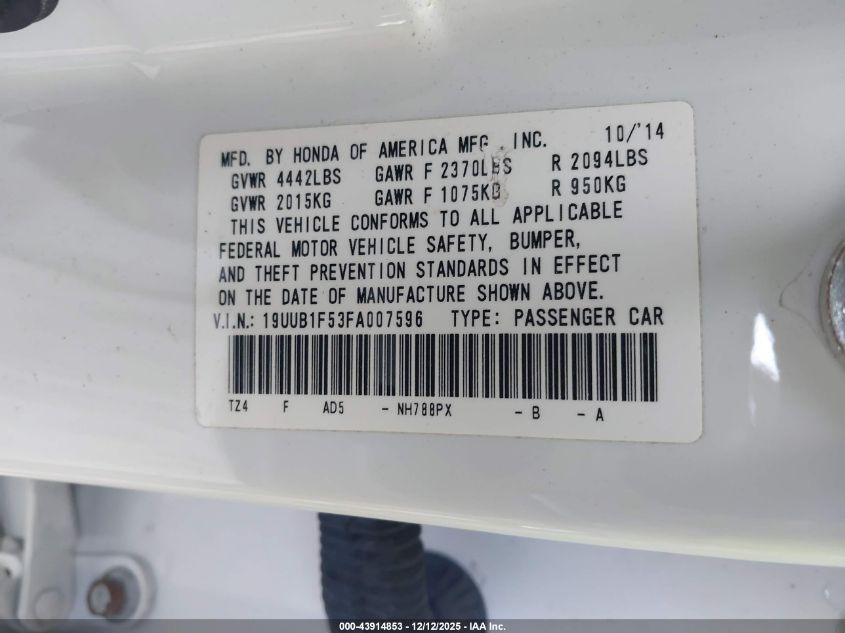 MFD. BY HONDA OF AMERICA MFG. INC. 10/'14
GVWR 4442LBS GAWR F 2370LBS R 2094LBS
GVWR 2015KG GAWR F 1075KG R 950KG
THIS VEHICLE CONFORMS TO ALL APPLICABLE
FEDERAL MOTOR VEHICLE SAFETY, BUMPER,
AND THEFT PREVENTION STANDARDS IN EFFECT
ON THE DATE OF MANUFACTURE SHOWN ABOVE.
V.I.N.: 19UUB1F53FA007596 TYPE: PASSENGER CAR
TZ4 F AD5 - NH788PX - B - A
000-43914853 - 12/12/2025 - IAA Inc.